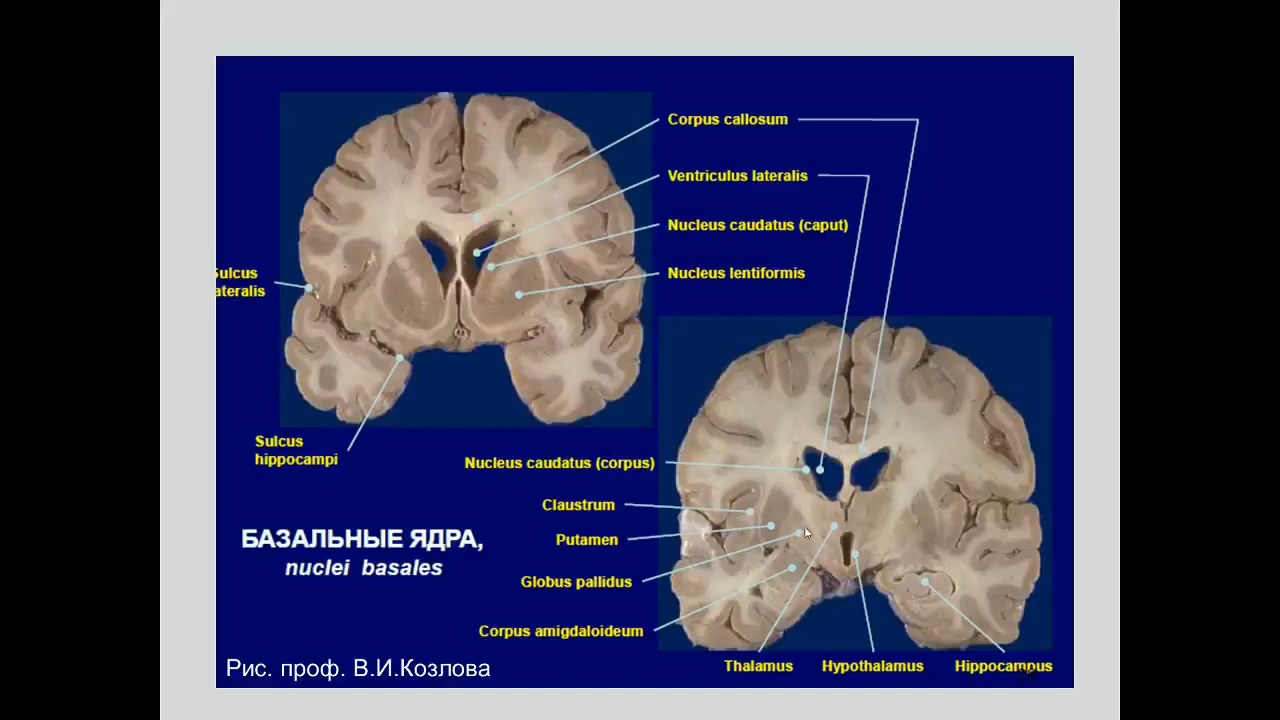 Corpus callosum
Ventriculus lateralis
Nucleus caudatus (caput)
Nucleus lentiformis
Sulcus
ateralis
Sulcus
hippocampi
Nucleus caudatus (corpus)
Claustrum
Putamen
Globus pallidus
Corpus amigdaloideum
БАЗАЛЬНЫЕ ЯДРА,
nuclei basales
Thalamus
Hypothalamus
Hippocampus
Рис. проф. В.И.Козлова